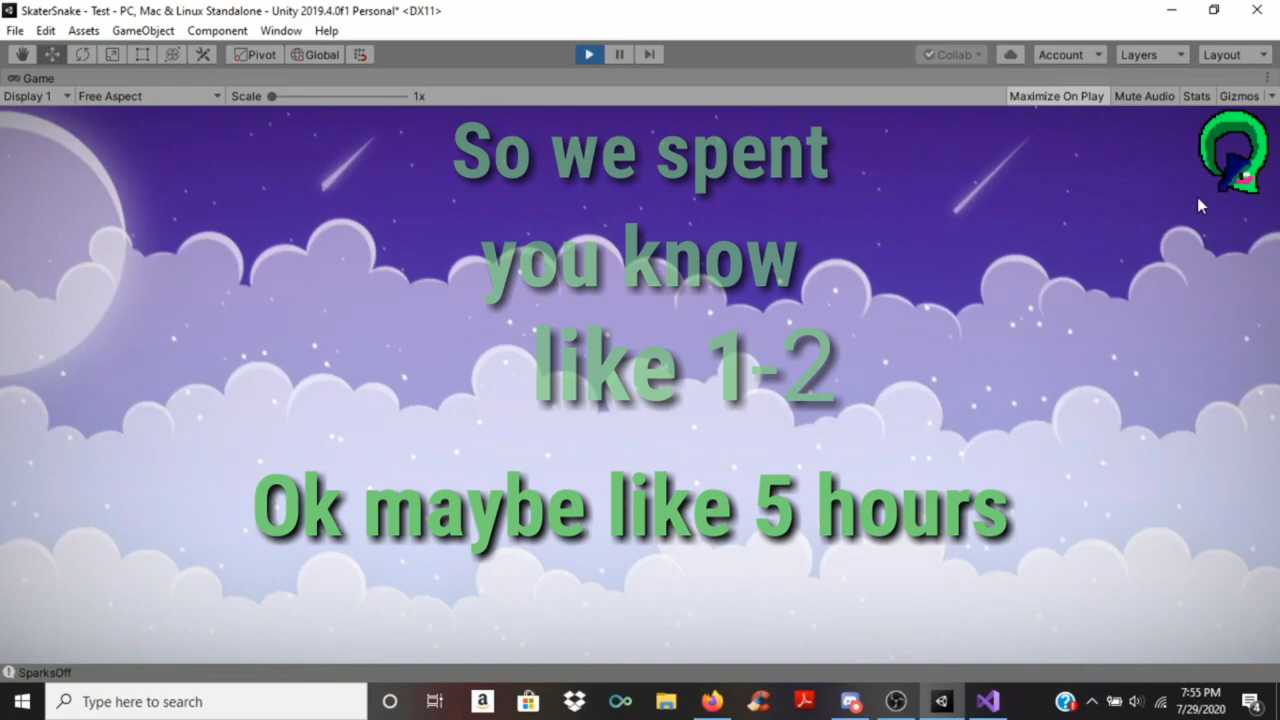 SkaterSnake - Test - PC, Mac & Linux Standalone - Unity 2019.4.0f1 Personal* <DX11>
File Edit Assets GameObject Component Window Help
Pivot Global Collab Account Layers Layout
Game
Display 1 Free Aspect Scale 1x Maximize On Play Mute Audio Stats Gizmos
So we spent
you know
like 1-2
Ok maybe like 5 hours
SparksOff
Type here to search
7:55 PM
7/29/2020
4